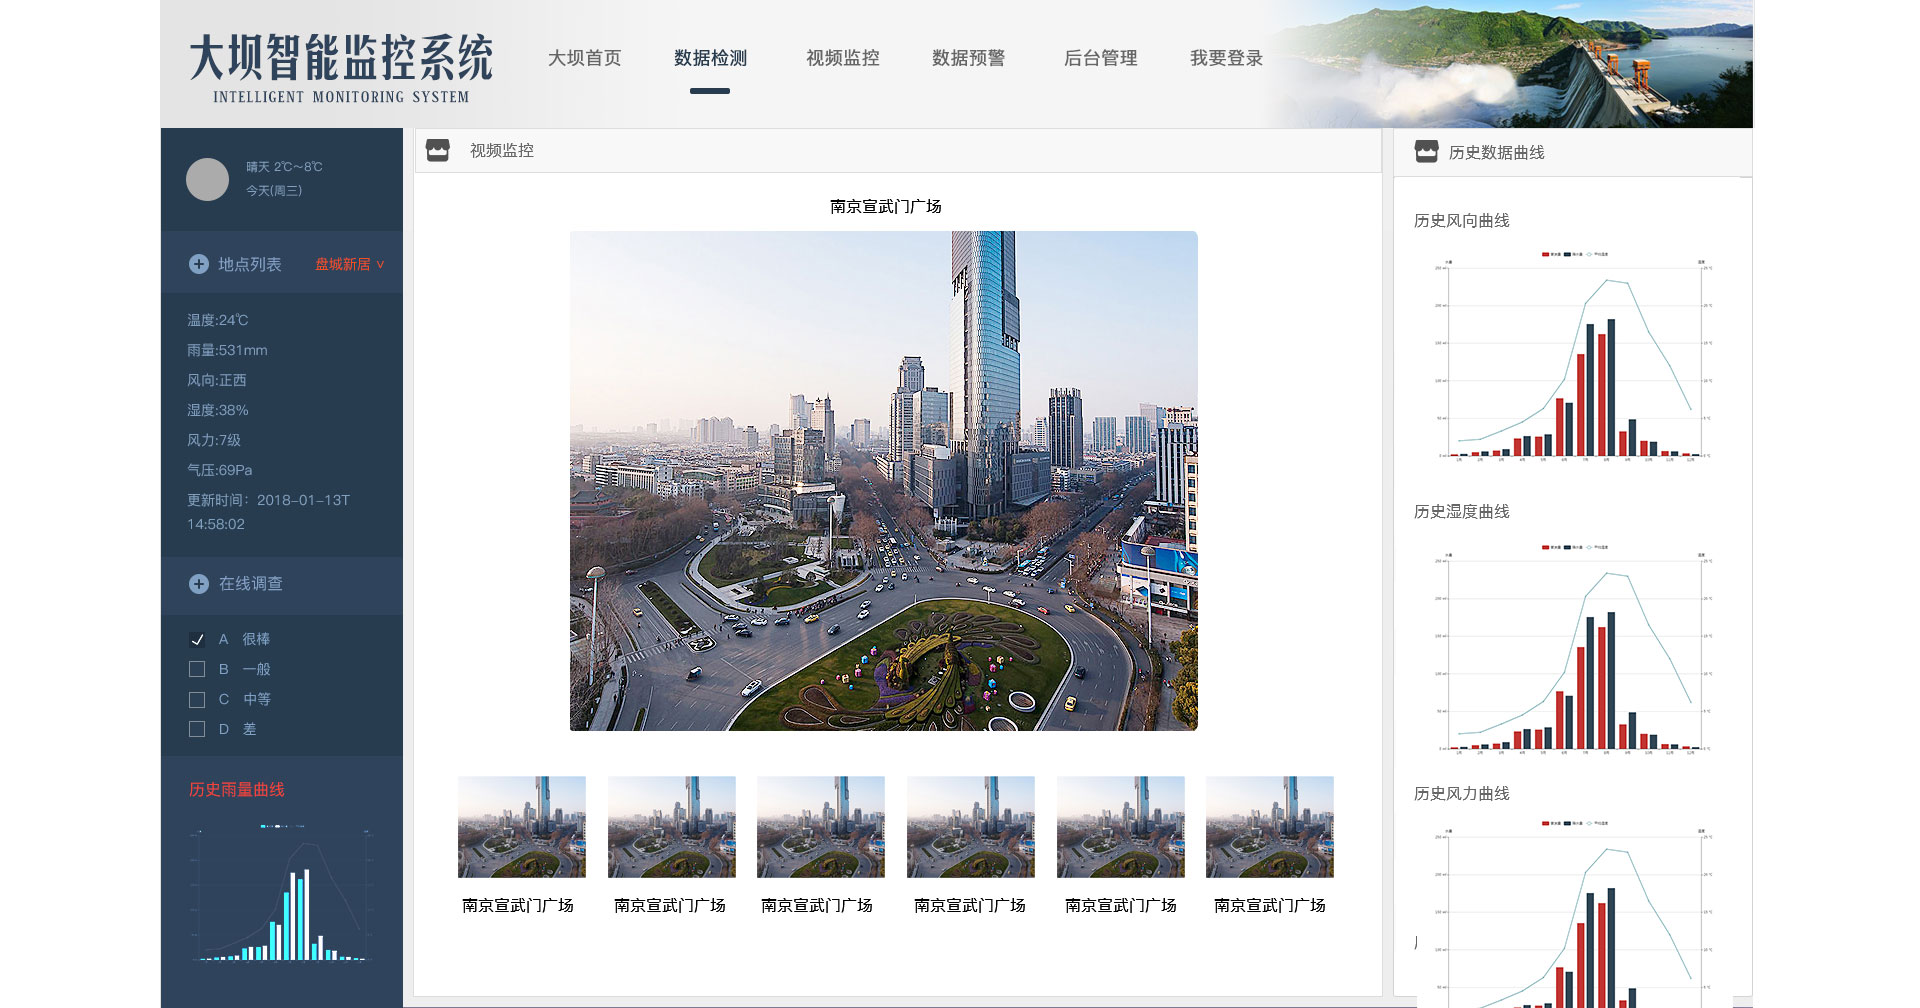 大坝智能监控系统
INTELLIGENT MONITORING SYSTEM
大坝首页
数据检测
视频监控
数据预警
后台管理
我要登录
晴天 2℃～8℃
今天(周三)
地点列表
盘城新居 ∨
温度:24℃
雨量:531mm
风向:正西
湿度:38%
风力:7级
气压:69Pa
更新时间：2018-01-13T
14:58:02
在线调查
A 很棒
B 一般
C 中等
D 差
历史雨量曲线
视频监控
南京宣武门广场
南京宣武门广场
南京宣武门广场
南京宣武门广场
南京宣武门广场
南京宣武门广场
南京宣武门广场
历史数据曲线
历史风向曲线
历史湿度曲线
历史风力曲线